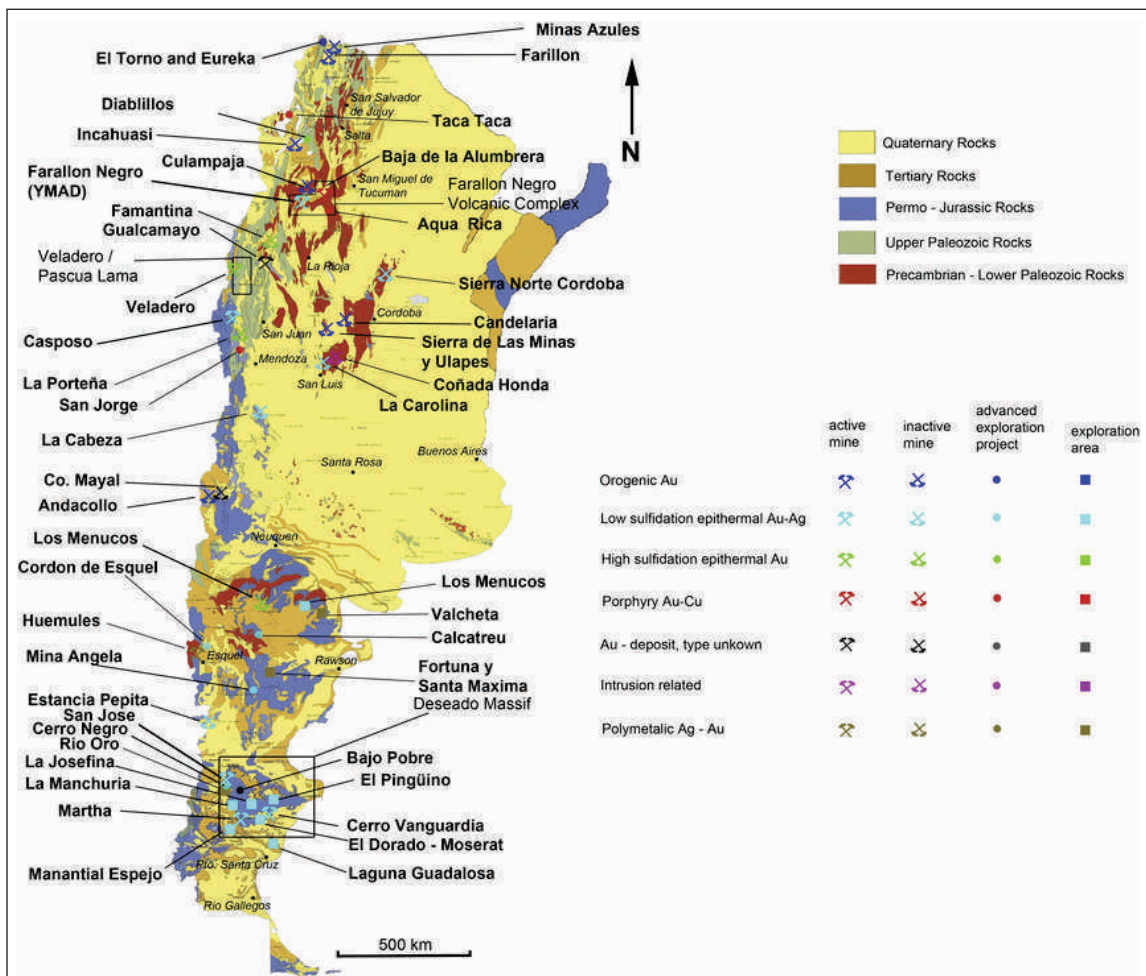 Minas Azules
El Torno and Eureka
Farillon
Diablillos
San Salvador
de Jujuy
Taca Taca
Incahuasi
Salta
Culampaja
Baja de la Alumbrera
Farallon Negro
(YMAD)
San Miguel de
Tucuman
Farallon Negro
Volcanic Complex
Famantina
Aqua Rica
Gualcamayo
Veladero /
Pascua Lama
La Rioja
Veladero
Sierra Norte Cordoba
Casposo
San Juan
Cordoba
Candelaria
Sierra de Las Minas
y Ulapes
La Porteña
Mendoza
San Luis
Coñada Honda
San Jorge
La Carolina
La Cabeza
Santa Rosa
Buenos Aires
Co. Mayal
Andacollo
Neuquen
Los Menucos
Cordon de Esquel
Los Menucos
Valcheta
Huemules
Calcatreu
Esquel
Rawson
Mina Angela
Fortuna y
Santa Maxima
Deseado Massif
Estancia Pepita
San Jose
Cerro Negro
Rio Oro
La Josefina
Bajo Pobre
La Manchuria
El Pingüino
Martha
Cerro Vanguardia
El Dorado - Moserat
Manantial Espejo
Pto. Santa Cruz
Laguna Guadalosa
Rio Gallegos
500 km
N
Quaternary Rocks
Tertiary Rocks
Permo - Jurassic Rocks
Upper Paleozoic Rocks
Precambrian - Lower Paleozoic Rocks
active
mine
inactive
mine
advanced
exploration
project
exploration
area
Orogenic Au
Low sulfidation epithermal Au-Ag
High sulfidation epithermal Au
Porphyry Au-Cu
Au - deposit, type unkown
Intrusion related
Polymetalic Ag - Au